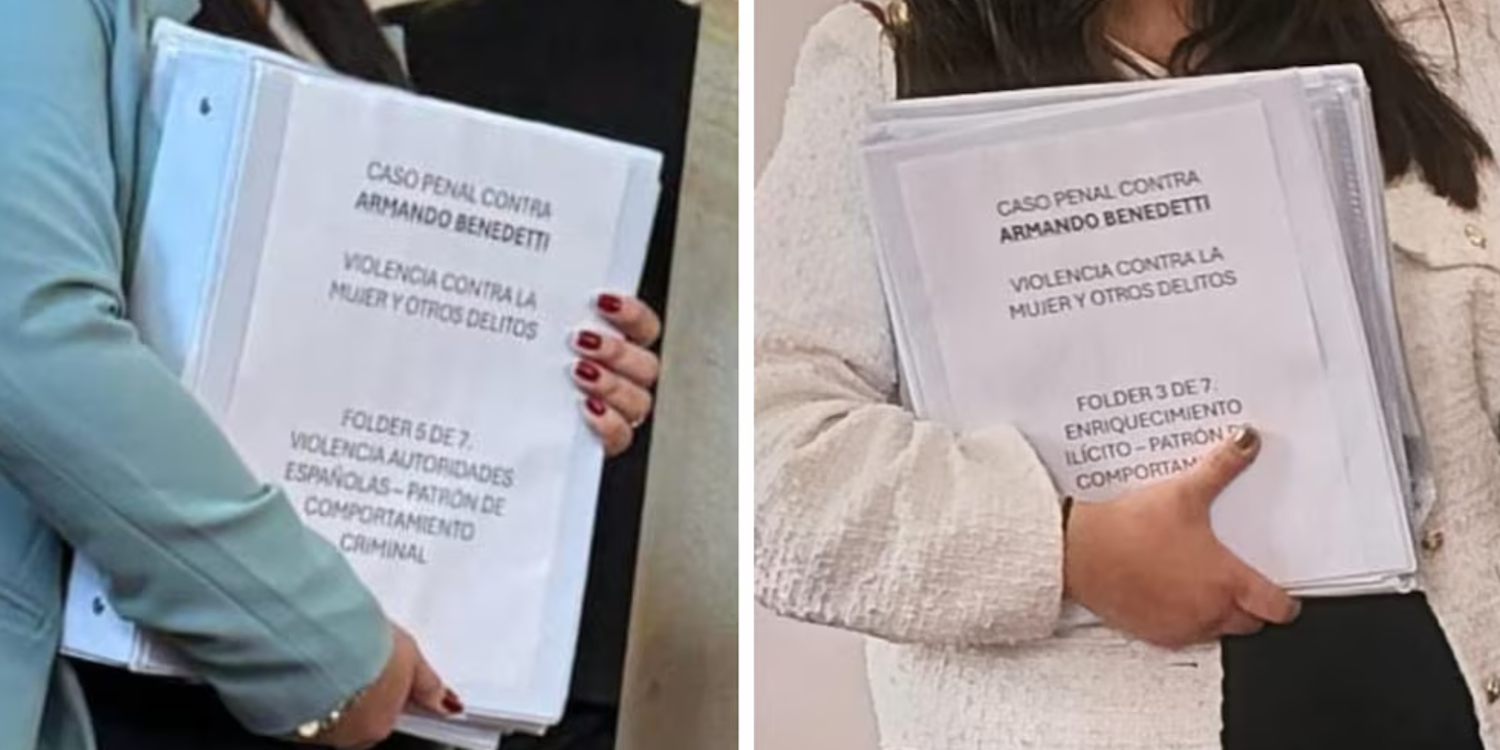 CASO PENAL CONTRA
ARMANDO BENEDETTI
VIOLENCIA CONTRA LA
MUJER Y OTROS DELITOS
FOLDER 5 DE 7.
VIOLENCIA AUTORIDADES
ESPAÑOLAS – PATRÓN DE
COMPORTAMIENTO
CRIMINAL
CASO PENAL CONTRA
ARMANDO BENEDETTI
VIOLENCIA CONTRA LA
MUJER Y OTROS DELITOS
FOLDER 3 DE 7.
ENRIQUECIMIENTO
ILÍCITO – PATRÓN